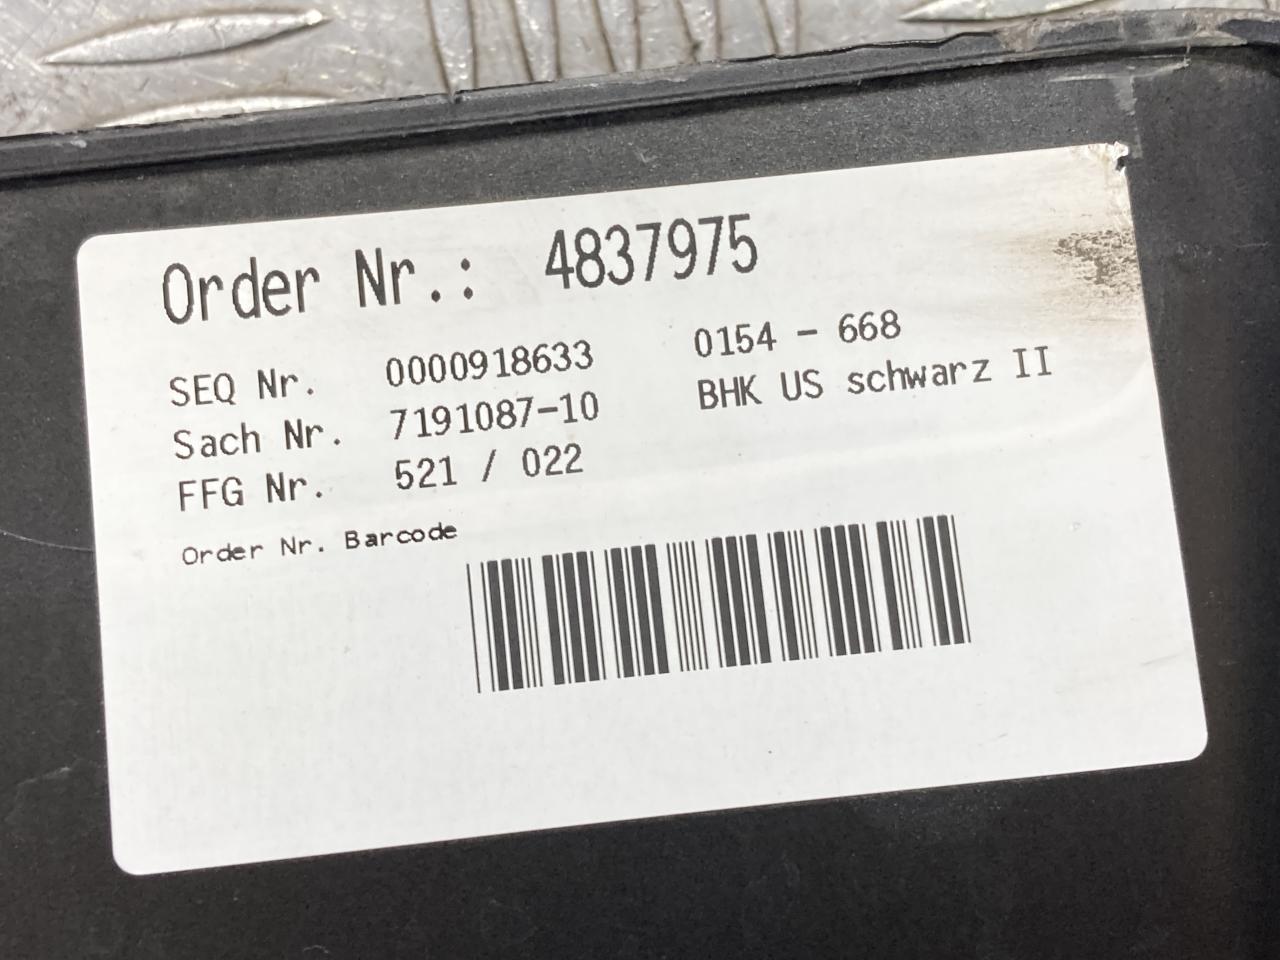 Order Nr.: 4837975
SEQ Nr. 0000918633 0154 - 668
Sach Nr. 7191087-10 BHK US schwarz II
FFG Nr. 521 / 022
Order Nr. Barcode